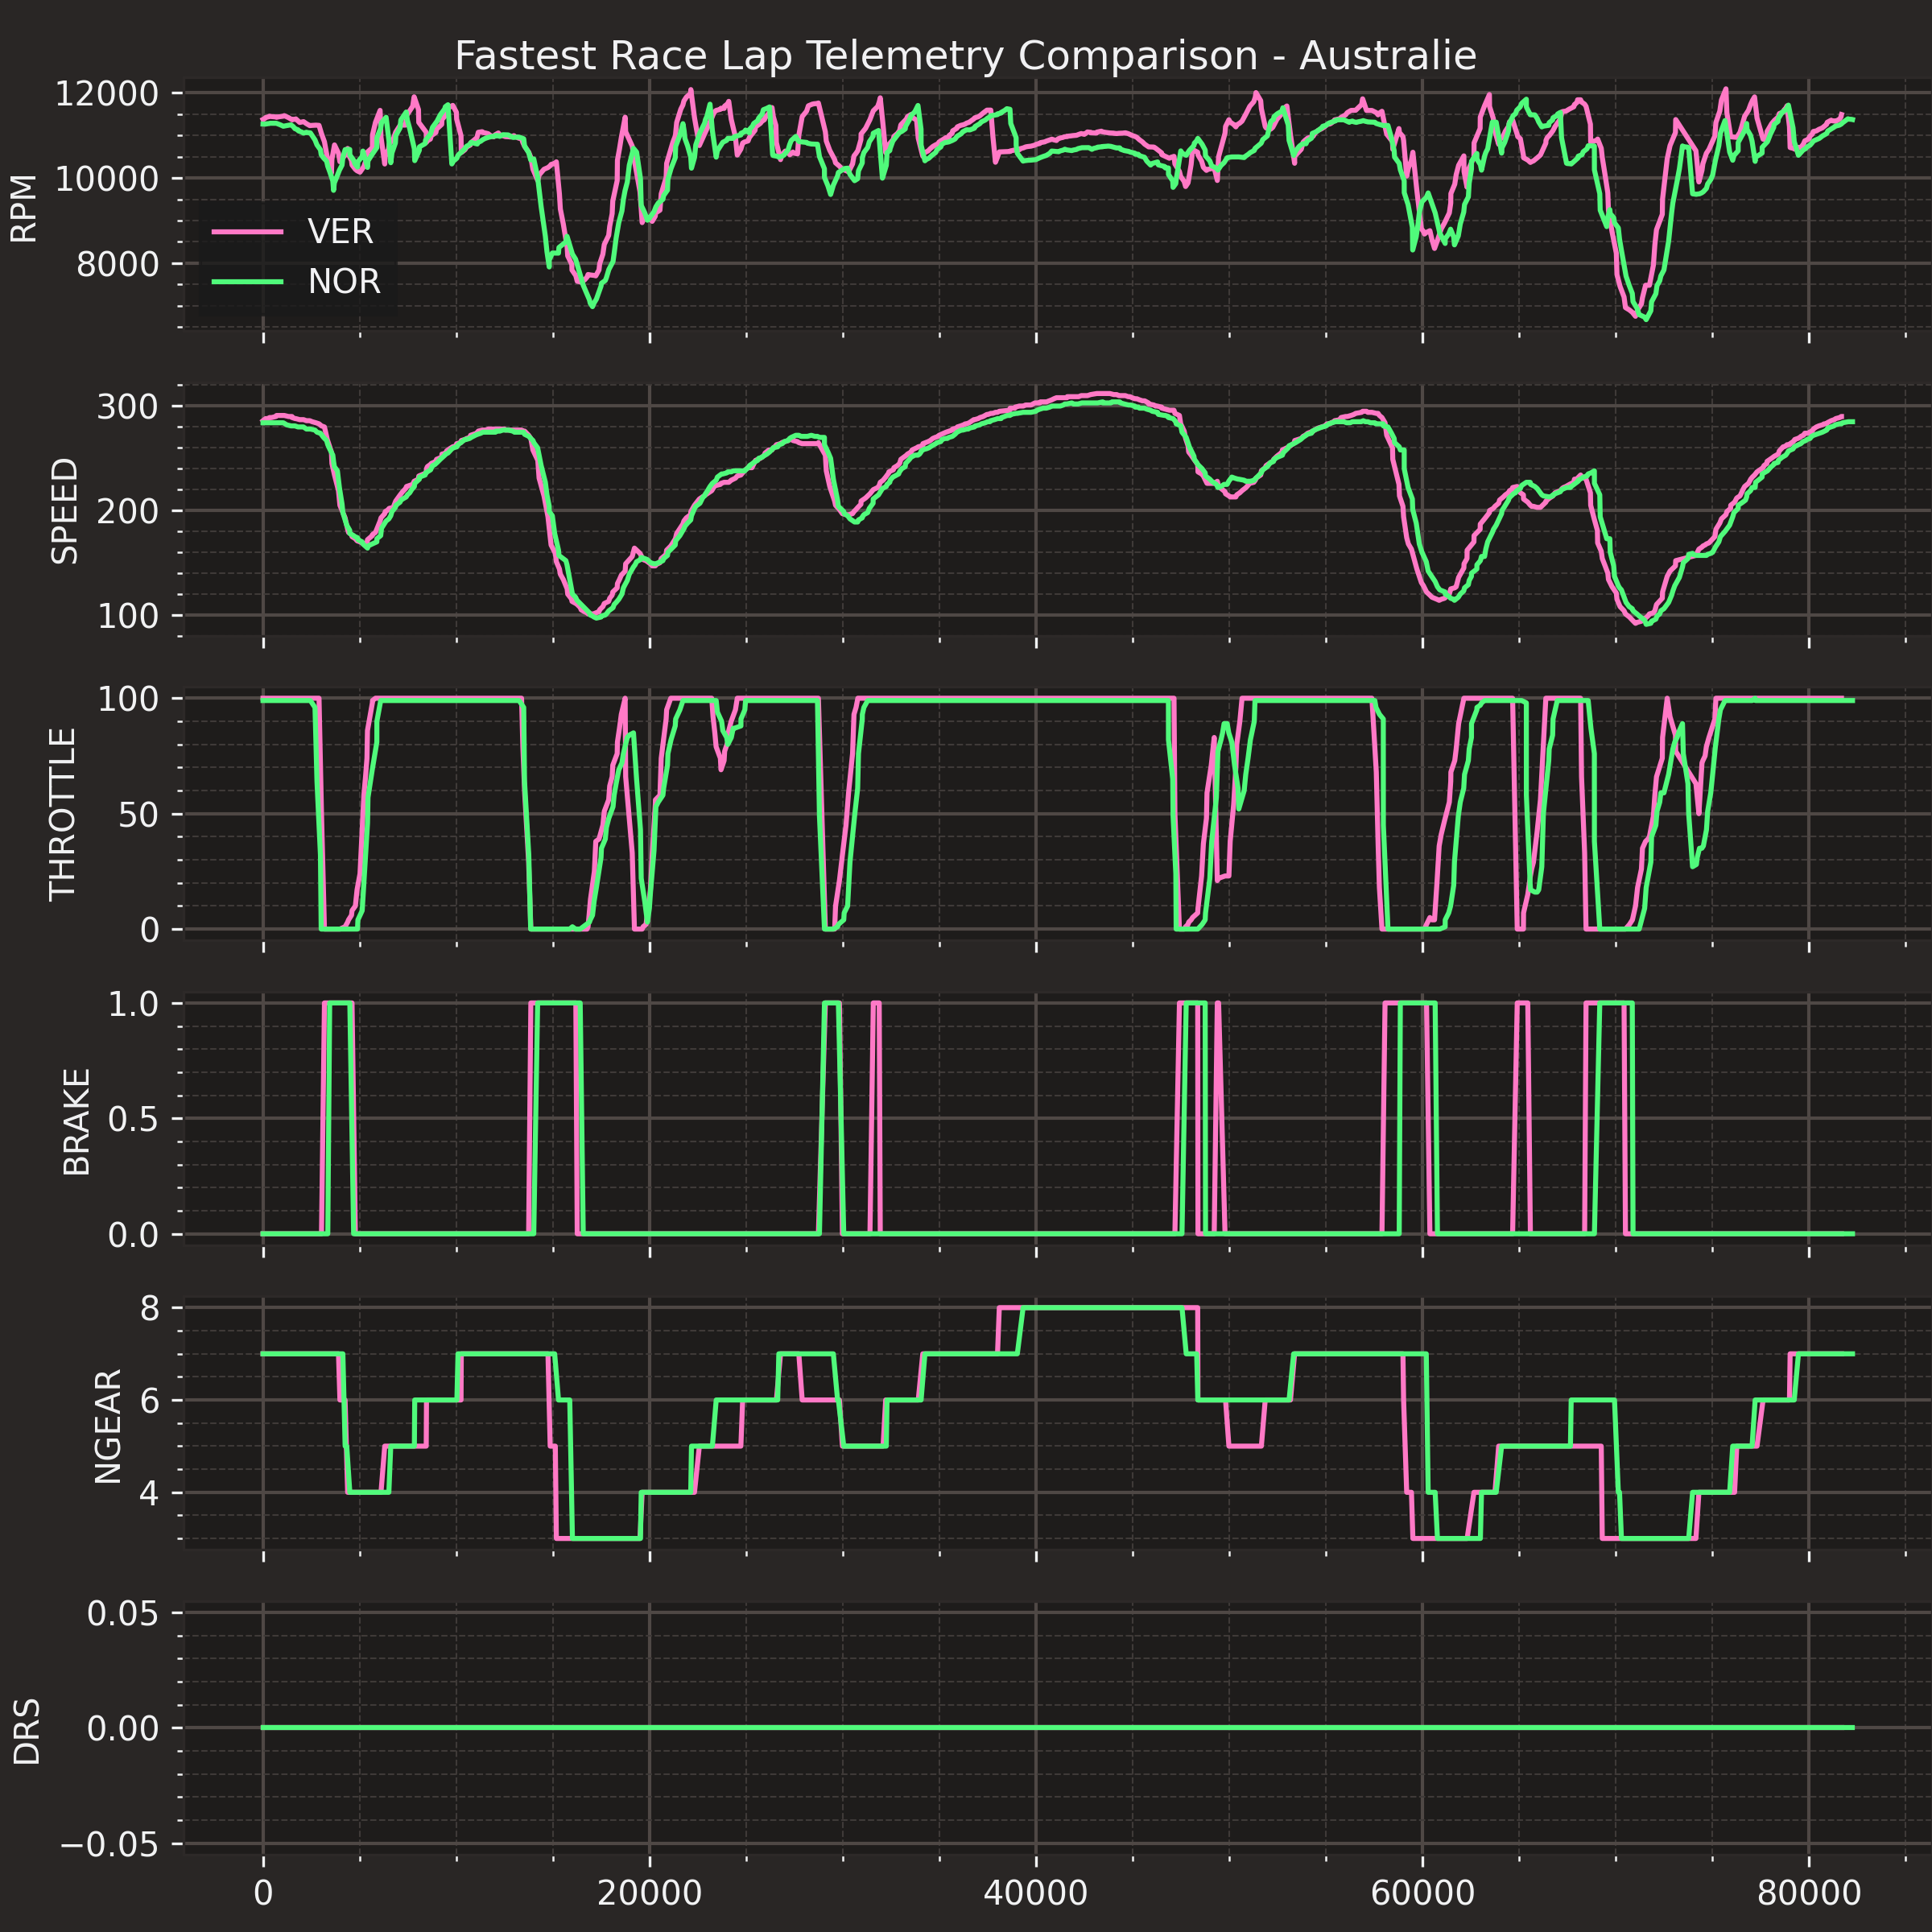 Fastest Race Lap Telemetry Comparison - Australie
12000
10000
8000
RPM
VER
NOR
300
200
100
SPEED
100
50
0
THROTTLE
1.0
0.5
0.0
BRAKE
8
6
4
NGEAR
0.05
0.00
−0.05
DRS
0 20000 40000 60000 80000